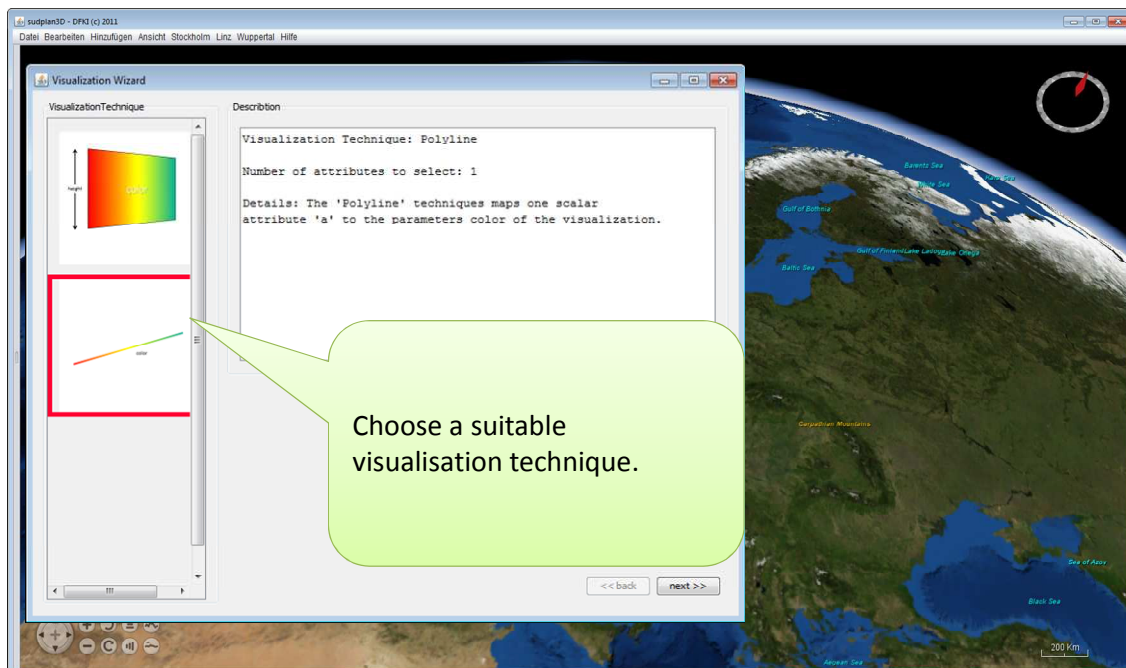 sudplan3D - DFKI (c) 2011
Datei Bearbeiten Hinzufügen Ansicht Stockholm Linz Wuppertal Hilfe
Visualization Wizard
VisualizationTechnique
Describtion
height
color
color
Visualization Technique: Polyline
Number of attributes to select: 1
Details: The 'Polyline' techniques maps one scalar
attribute 'a' to the parameters color of the visualization.
Choose a suitable
visualisation technique.
<< back
next >>
Barents Sea
White Sea
Kara Sea
Gulf of Bothnia
Gulf of Finland
Lake Ladoga
Lake Onega
Baltic Sea
Carpathian Mountains
Sea of Azov
Black Sea
Aegean Sea
200 Km